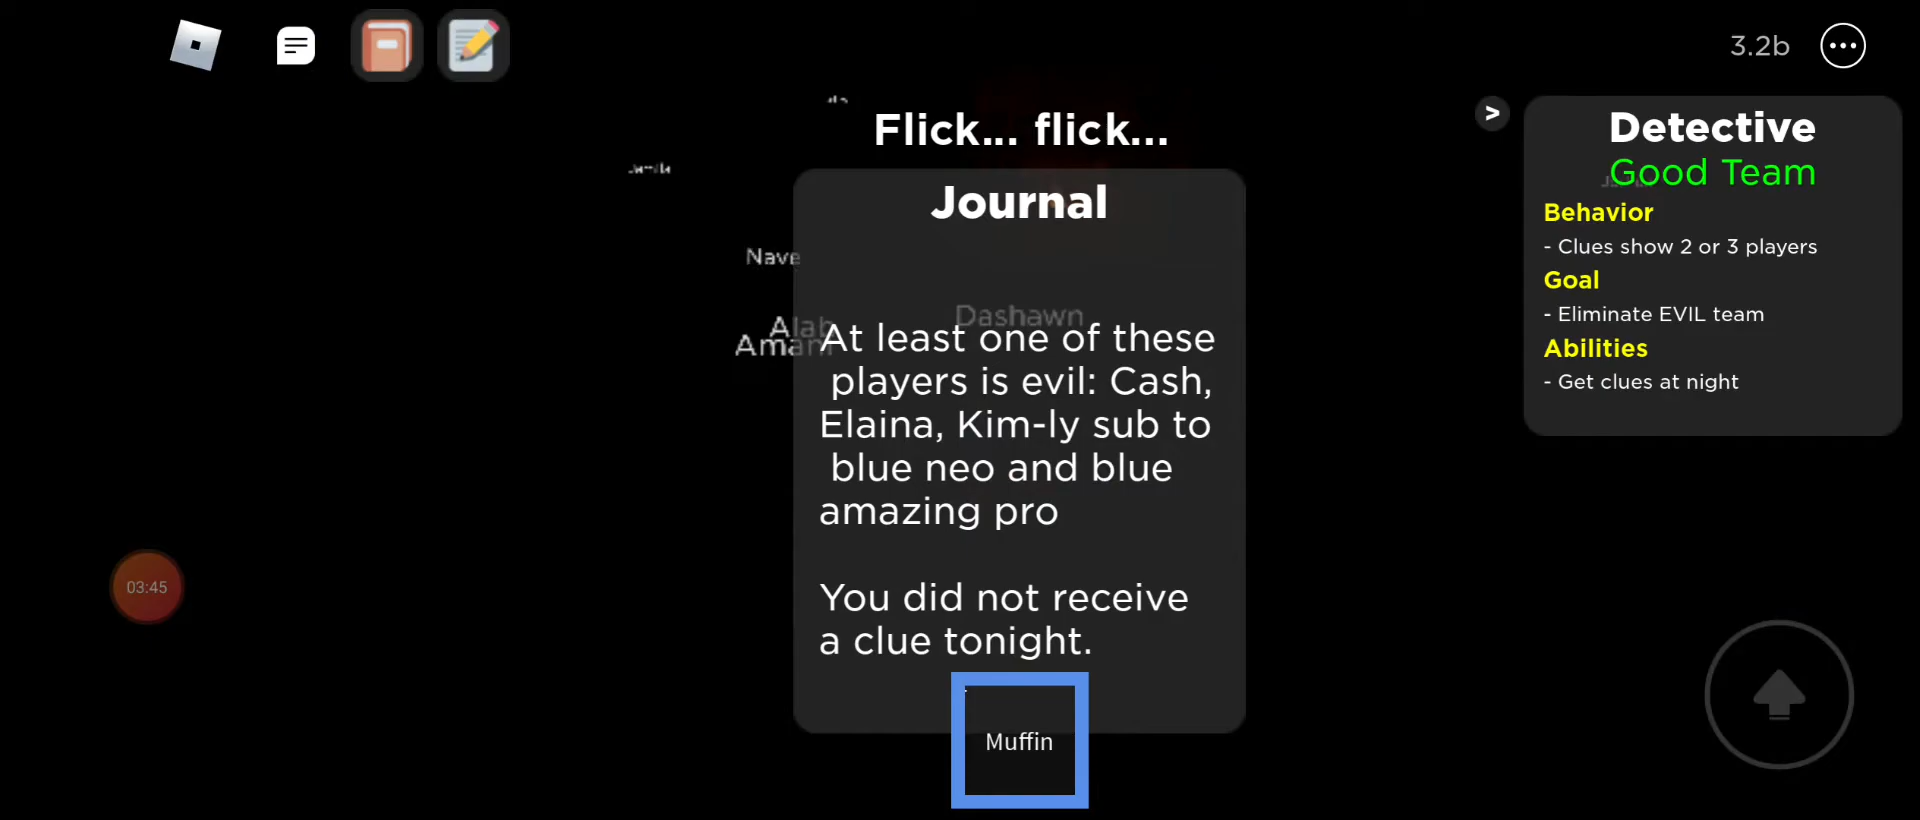 3.2b
Flick... flick...
Journal
Nave
Dashawn
Alab
Amani
At least one of these
players is evil: Cash,
Elaina, Kim-ly sub to
blue neo and blue
amazing pro
You did not receive
a clue tonight.
Muffin
03:45
>
Detective
Good Team
Behavior
- Clues show 2 or 3 players
Goal
- Eliminate EVIL team
Abilities
- Get clues at night